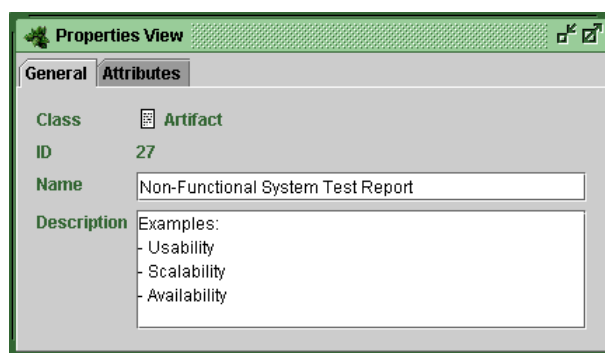 Properties View
General Attributes
Class Artifact
ID 27
Name Non-Functional System Test Report
Description Examples:
- Usability
- Scalability
- Availability